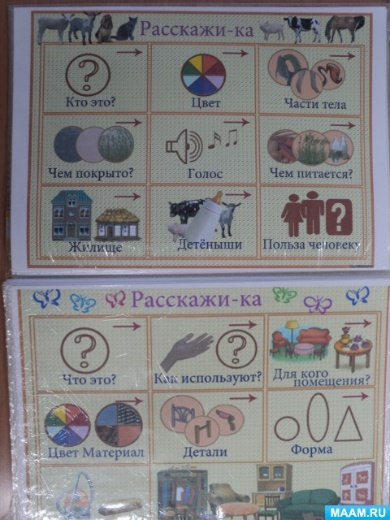 Расскажи-ка
Кто это?
Цвет
Части тела
Чем покрыто?
Голос
Чем питается?
Жилище
Детёныши
Польза человеку
Расскажи-ка
Что это?
Как используют?
Для кого
помещения?
Цвет Материал
Детали
Форма
MAAM.RU